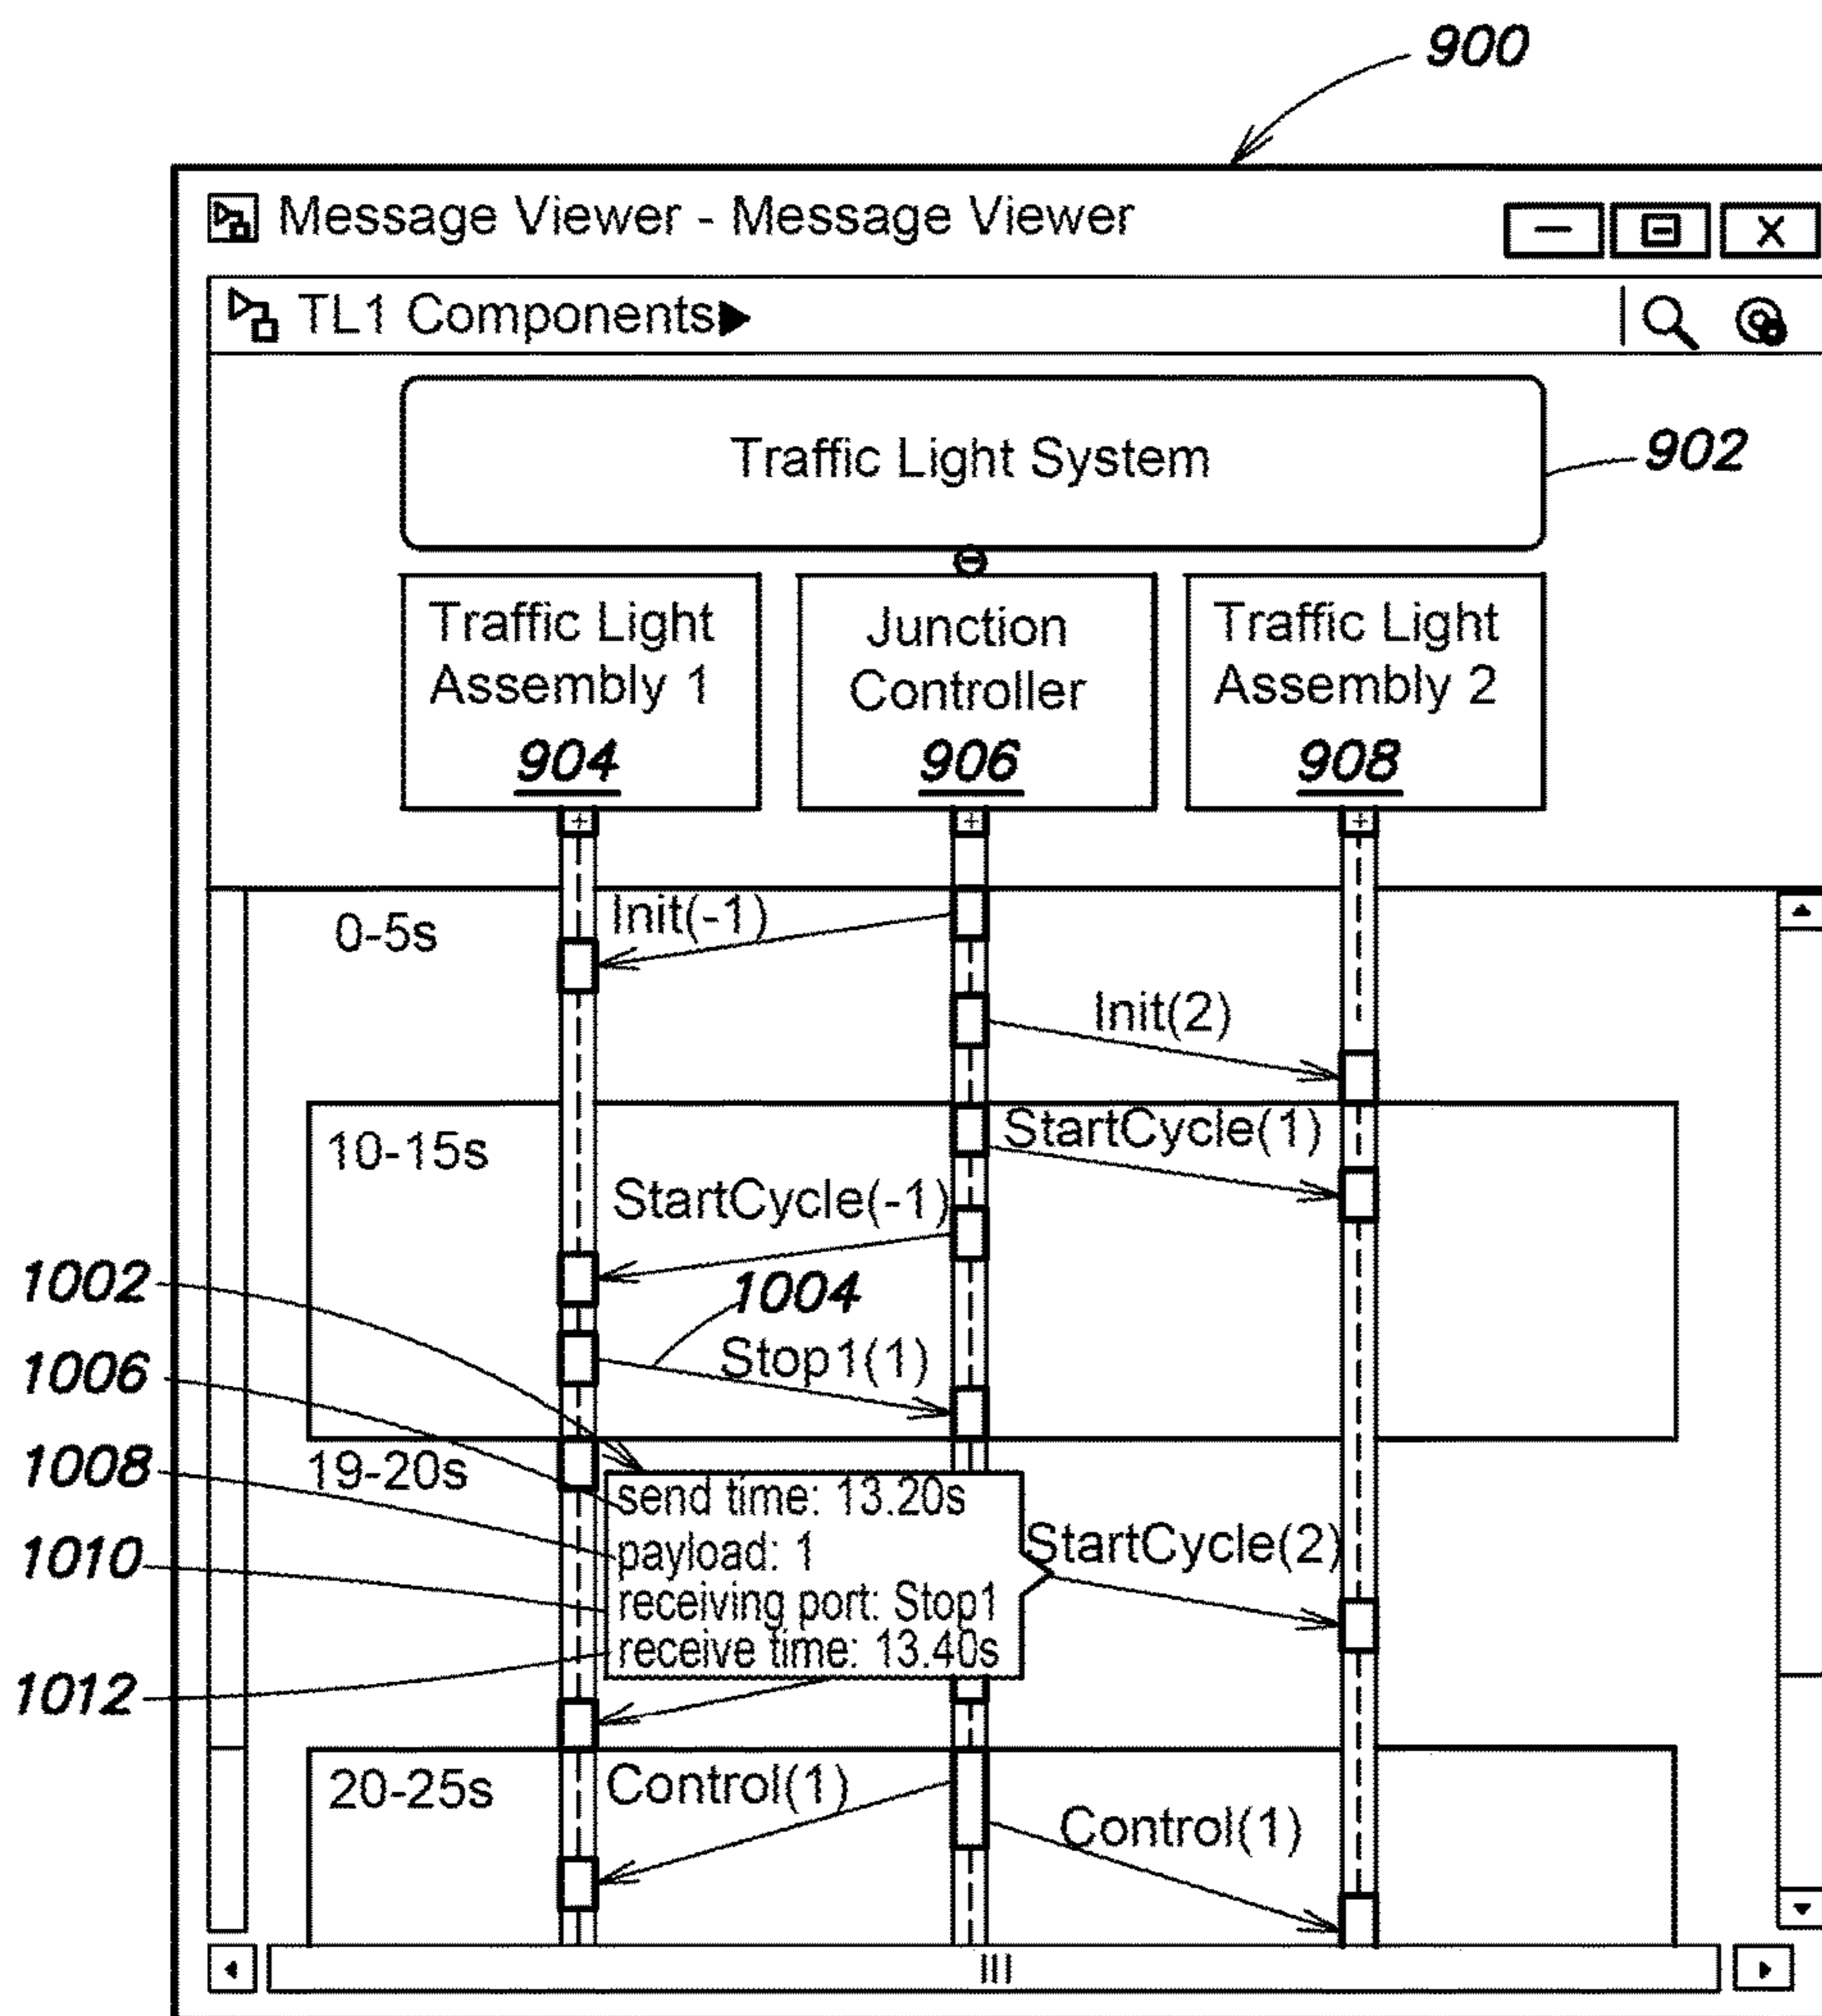 900
Message Viewer - Message Viewer
TL1 Components
Traffic Light System
902
Traffic Light
Assembly 1
904
Junction
Controller
906
Traffic Light
Assembly 2
908
0-5s
Init(-1)
Init(2)
10-15s
StartCycle(1)
StartCycle(-1)
1002
1004
Stop1(1)
1006
1008
19-20s
send time: 13.20s
StartCycle(2)
payload: 1
1010
receiving port: Stop1
receive time: 13.40s
1012
20-25s
Control(1)
Control(1)